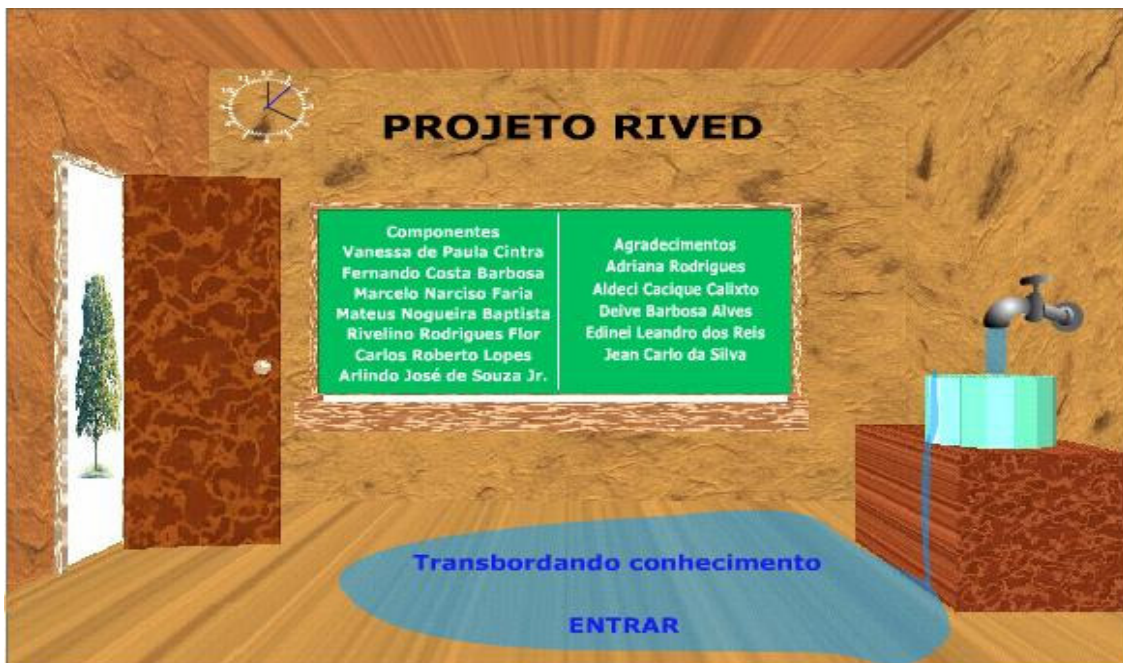 PROJETO RIVED
Componentes
Vanessa de Paula Cintra
Fernando Costa Barbosa
Marcelo Narciso Faria
Mateus Nogueira Baptista
Rivelino Rodrigues Flor
Carlos Roberto Lopes
Arlindo José de Souza Jr.
Agradecimentos
Adriana Rodrigues
Aldeci Cacique Calixto
Deive Barbosa Alves
Edinei Leandro dos Reis
Jean Carlo da Silva
Transbordando conhecimento
ENTRAR